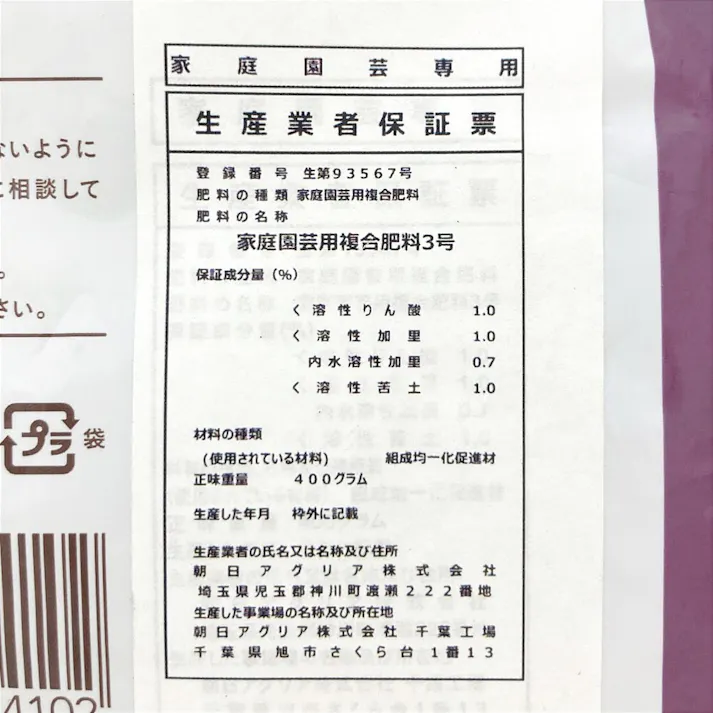 ないように
に相談して
。
さい。
プラ
袋
4102
家庭園芸専用
生産業者保証票
登録番号 生第93567号
肥料の種類 家庭園芸用複合肥料
肥料の名称
家庭園芸用複合肥料3号
保証成分量(%)
く溶性りん酸 1.0
く溶性加里 1.0
内水溶性加里 0.7
く溶性苦土 1.0
材料の種類
(使用されている材料) 組成均一化促進材
正味重量 400グラム
生産した年月 枠外に記載
生産業者の氏名又は名称及び住所
朝日アグリア株式会社
埼玉県児玉郡神川町渡瀬222番地
生産した事業場の名称及び所在地
朝日アグリア株式会社 千葉工場
千葉県旭市さくら台1番13